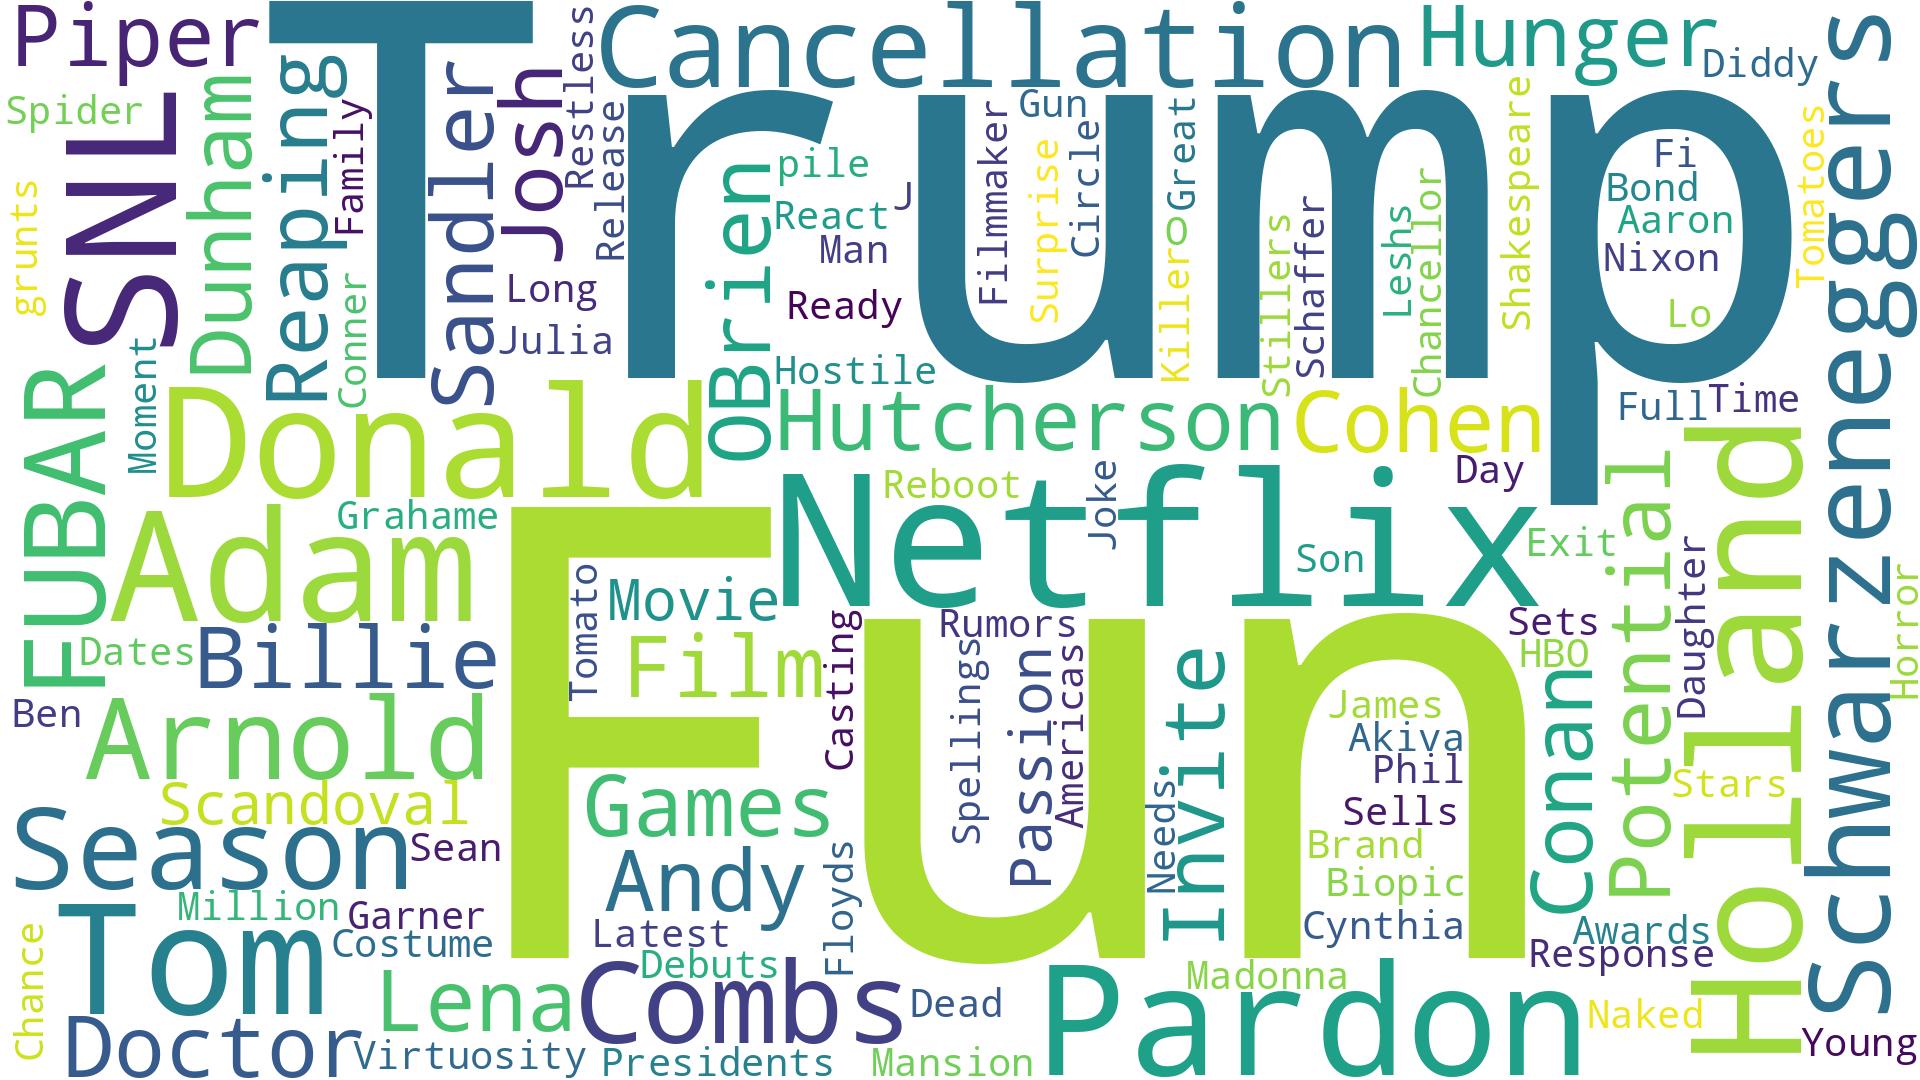 Piper
Trump
Cancellation
Hunger
Diddy
Schwarzeneggers
Spider
SNL
Dunham
Reaping
Family
Sandler
Josh
Restless
Release
grunts
Conner
Long
Julia
OBrien
pile
React
J
Man
Ready
Hostile
Filmmaker
Gun
Surprise
Circle
Great
Killer
o
Stillers
Schaffer
Leshs
Chancellor
Shakespeare
Fi
Bond
Aaron
Nixon
Lo
Tomatoes
FUBAR
Moment
Donald
Hutcherson
Cohen
Full
Time
Day
Adam
Grahame
Fun
Netflix
Reboot
Joke
Son
Exit
Potential
Holland
Daughter
Horror
Tomato
Movie
Dates
Billie
Film
Casting
Rumors
Sets
HBO
Ben
Arnold
Spellings
Passion
Americas
Invite
Needs
James
Akiva
Phil
Sells
Brand
Biopic
Cynthia
Conan
Stars
Scandoval
Games
Season
Sean
Andy
Floyds
Million
Garner
Costume
Latest
Debuts
Awards
Response
Chance
Tom
Lena
Combs
Dead
Madonna
Pardon
Naked
Young
Doctor
Virtuosity
Presidents
Mansion